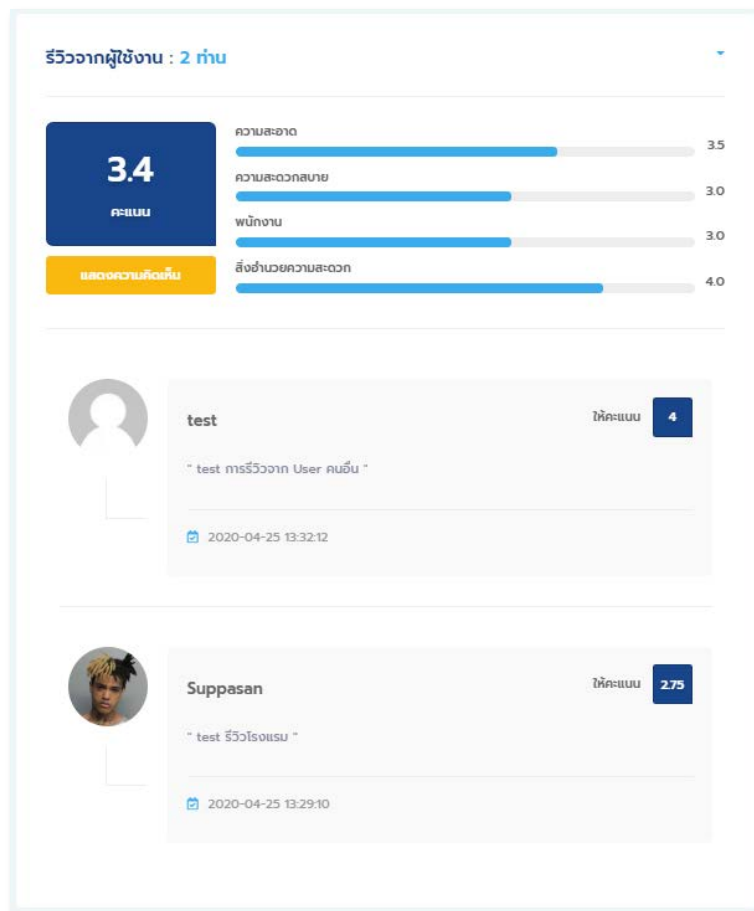 รีวิวจากผู้ใช้งาน : 2 ท่าน
3.4
คะแนน
แสดงความคิดเห็น
ความสะอาด
3.5
ความสะดวกสบาย
3.0
พนักงาน
3.0
สิ่งอำนวยความสะดวก
4.0
test
ให้คะแนน 4
" test การรีวิวจาก User คนอื่น "
2020-04-25 13:32:12
Suppasan
ให้คะแนน 2.75
" test รีวิวโรงแรม "
2020-04-25 13:29:10